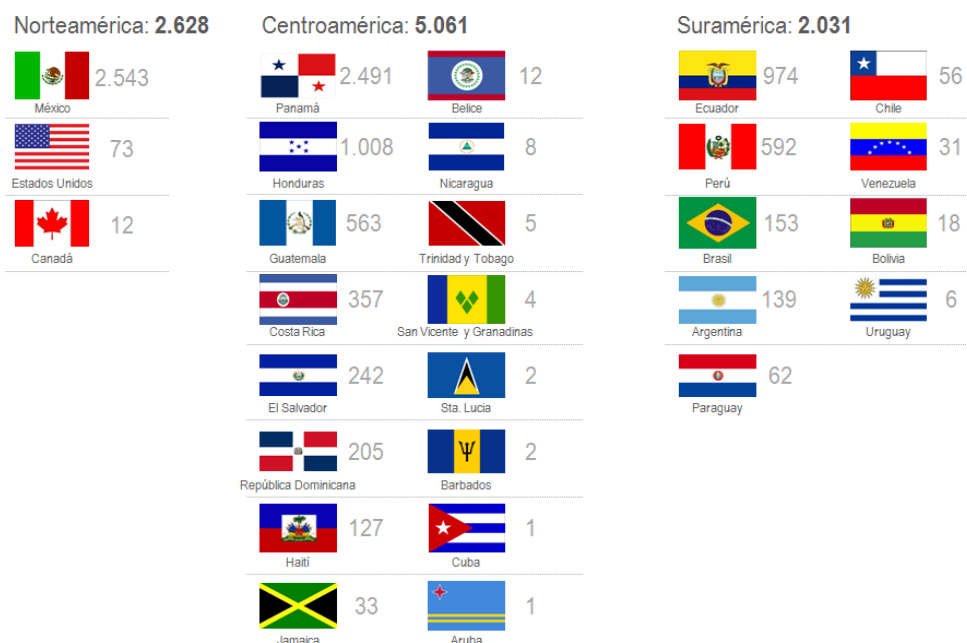 Norteamérica: 2.628
2.543
México
73
Estados Unidos
12
Canadá
Centroamérica: 5.061
2.491
Panamá
12
Belice
1.008
Honduras
8
Nicaragua
563
Guatemala
5
Trinidad y Tobago
357
Costa Rica
4
San Vicente y Granadinas
242
El Salvador
2
Sta. Lucia
205
República Dominicana
2
Barbados
127
Haití
1
Cuba
33
Jamaica
1
Aruba
Suramérica: 2.031
974
Ecuador
56
Chile
592
Perú
31
Venezuela
153
Brasil
18
Bolivia
139
Argentina
6
Uruguay
62
Paraguay